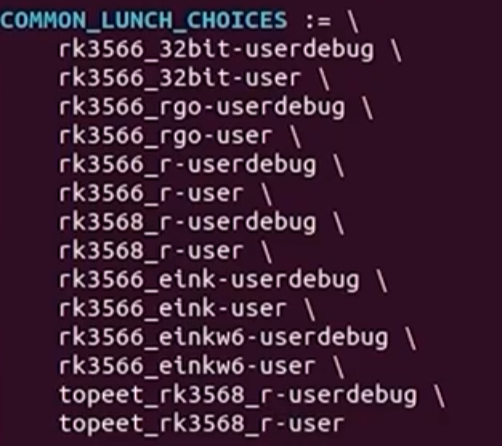 COMMON_LUNCH_CHOICES := \
    rk3566_32bit-userdebug \
    rk3566_32bit-user \
    rk3566_rgo-userdebug \
    rk3566_rgo-user \
    rk3566_r-userdebug \
    rk3566_r-user \
    rk3568_r-userdebug \
    rk3568_r-user \
    rk3566_eink-userdebug \
    rk3566_eink-user \
    rk3566_einkw6-userdebug \
    rk3566_einkw6-user \
    topeet_rk3568_r-userdebug \
    topeet_rk3568_r-user